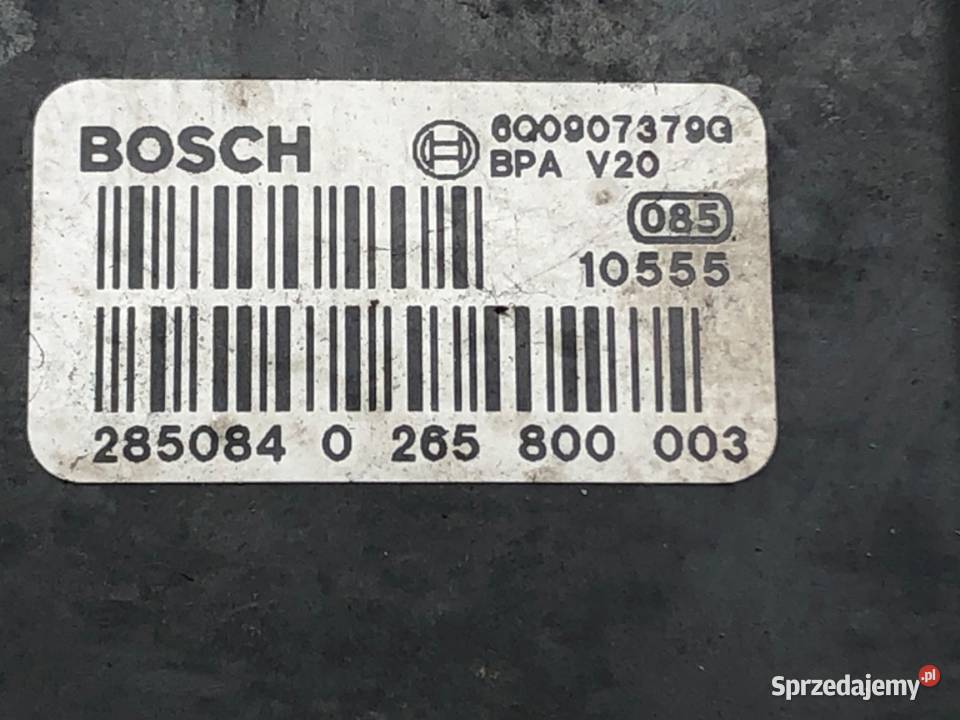 BOSCH
6Q0907379G
BPA V20
085
10555
285084 0 265 800 003
Sprzedajemy.pl